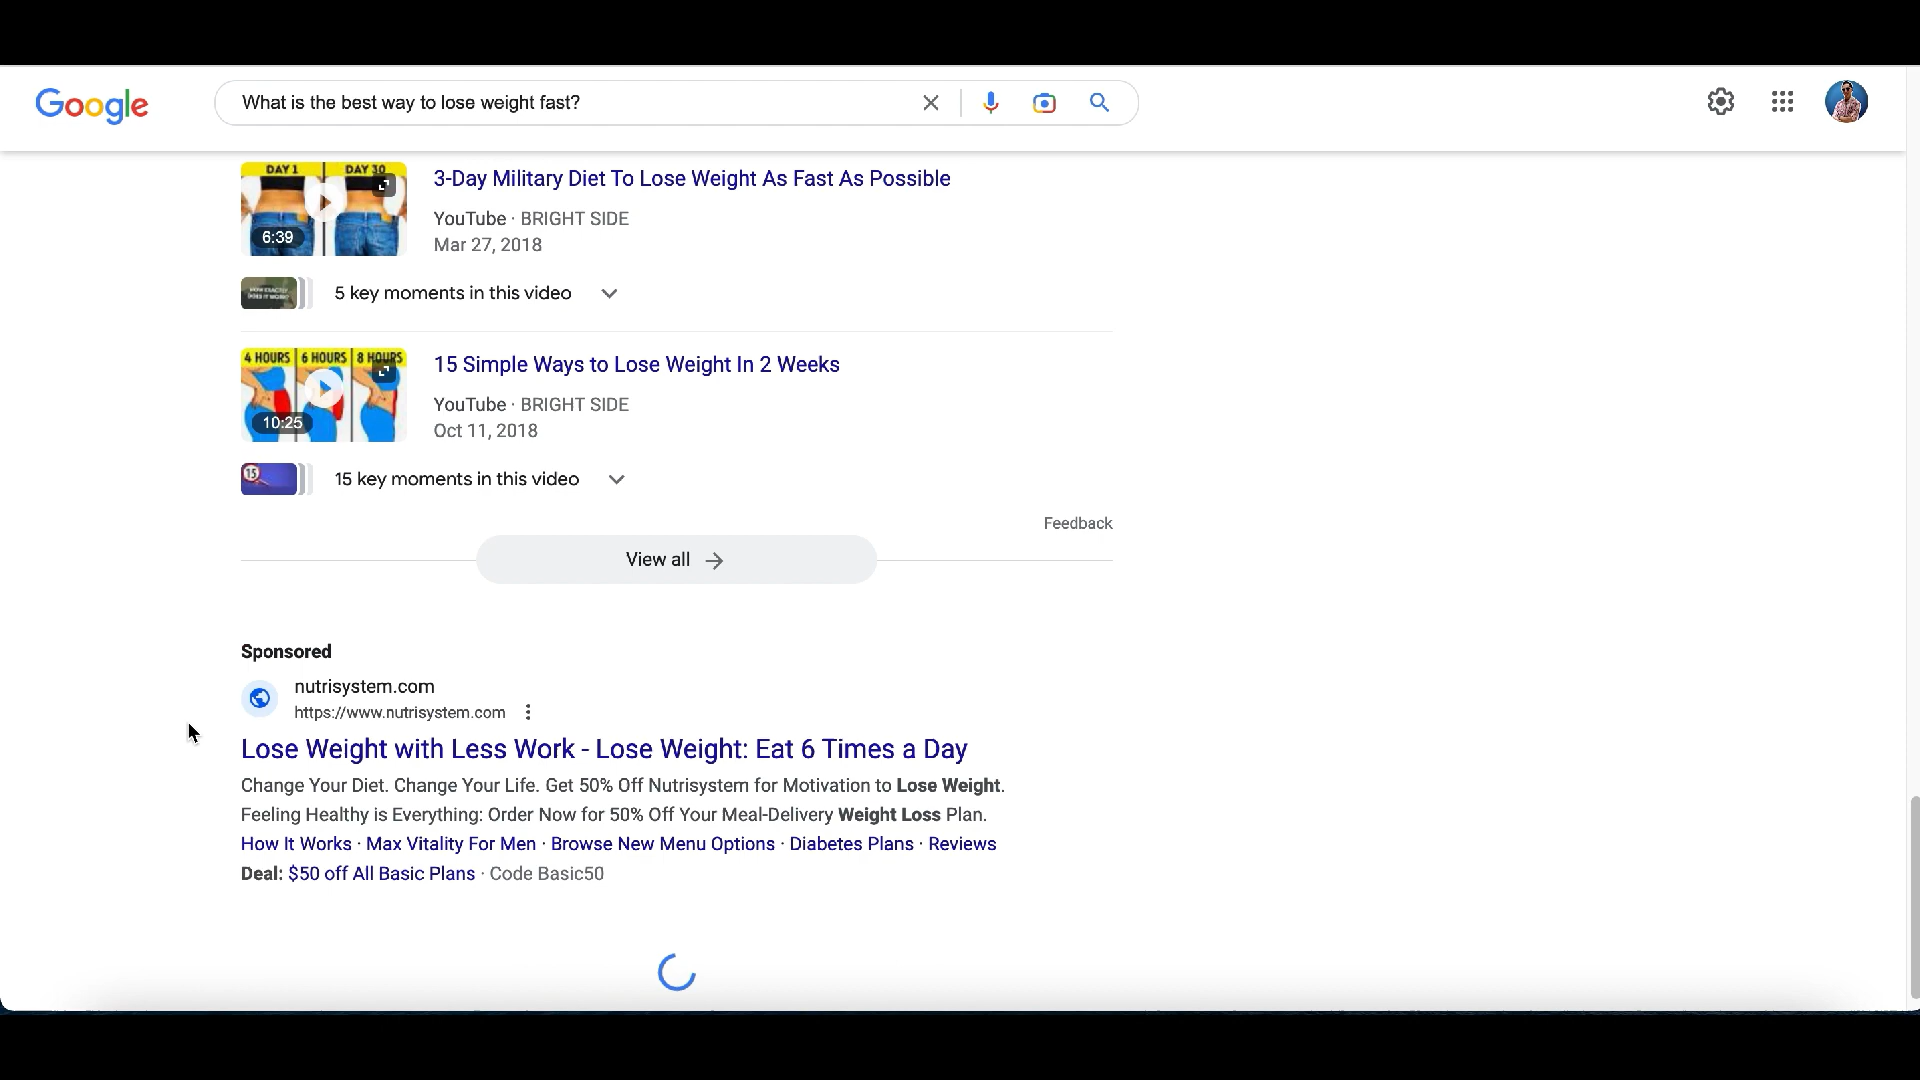 Google
What is the best way to lose weight fast?
DAY 1 DAY 30
6:39
3-Day Military Diet To Lose Weight As Fast As Possible
YouTube · BRIGHT SIDE
Mar 27, 2018
5 key moments in this video
4 HOURS 6 HOURS 8 HOURS
10:25
15 Simple Ways to Lose Weight In 2 Weeks
YouTube · BRIGHT SIDE
Oct 11, 2018
15
15 key moments in this video
Feedback
View all
Sponsored
nutrisystem.com
https://www.nutrisystem.com
Lose Weight with Less Work - Lose Weight: Eat 6 Times a Day
Change Your Diet. Change Your Life. Get 50% Off Nutrisystem for Motivation to Lose Weight.
Feeling Healthy is Everything: Order Now for 50% Off Your Meal-Delivery Weight Loss Plan.
How It Works · Max Vitality For Men · Browse New Menu Options · Diabetes Plans · Reviews
Deal: $50 off All Basic Plans · Code Basic50